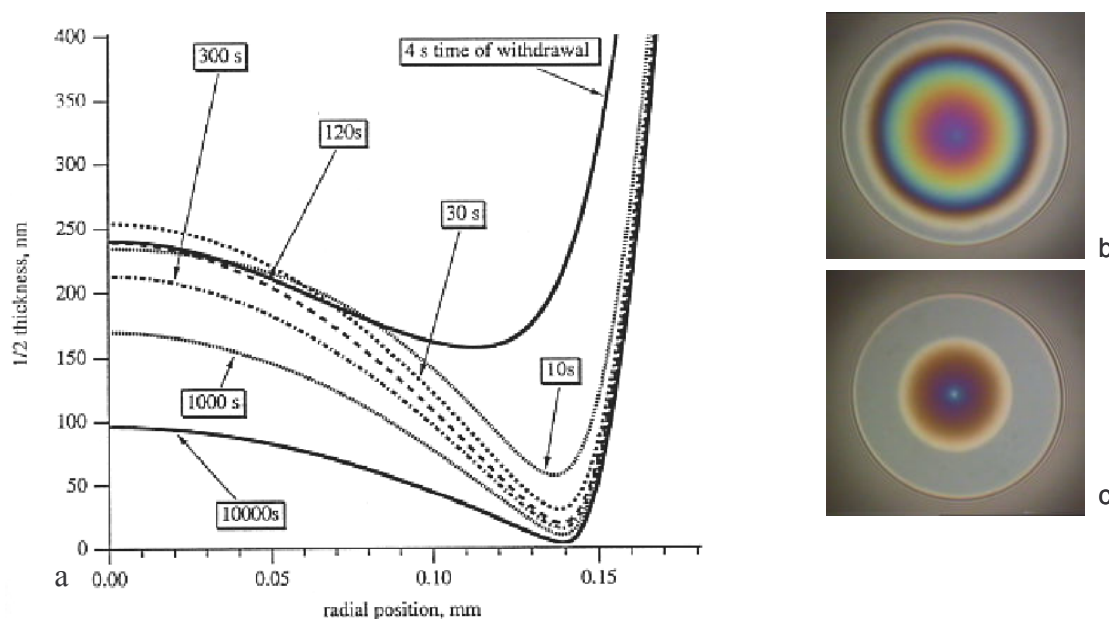 400
350
300
250
200
150
100
50
0
1/2 thickness, nm
300 s
120s
4 s time of withdrawal
30 s
10s
1000 s
10000s
a
0.00
0.05
0.10
0.15
radial position, mm
b
c